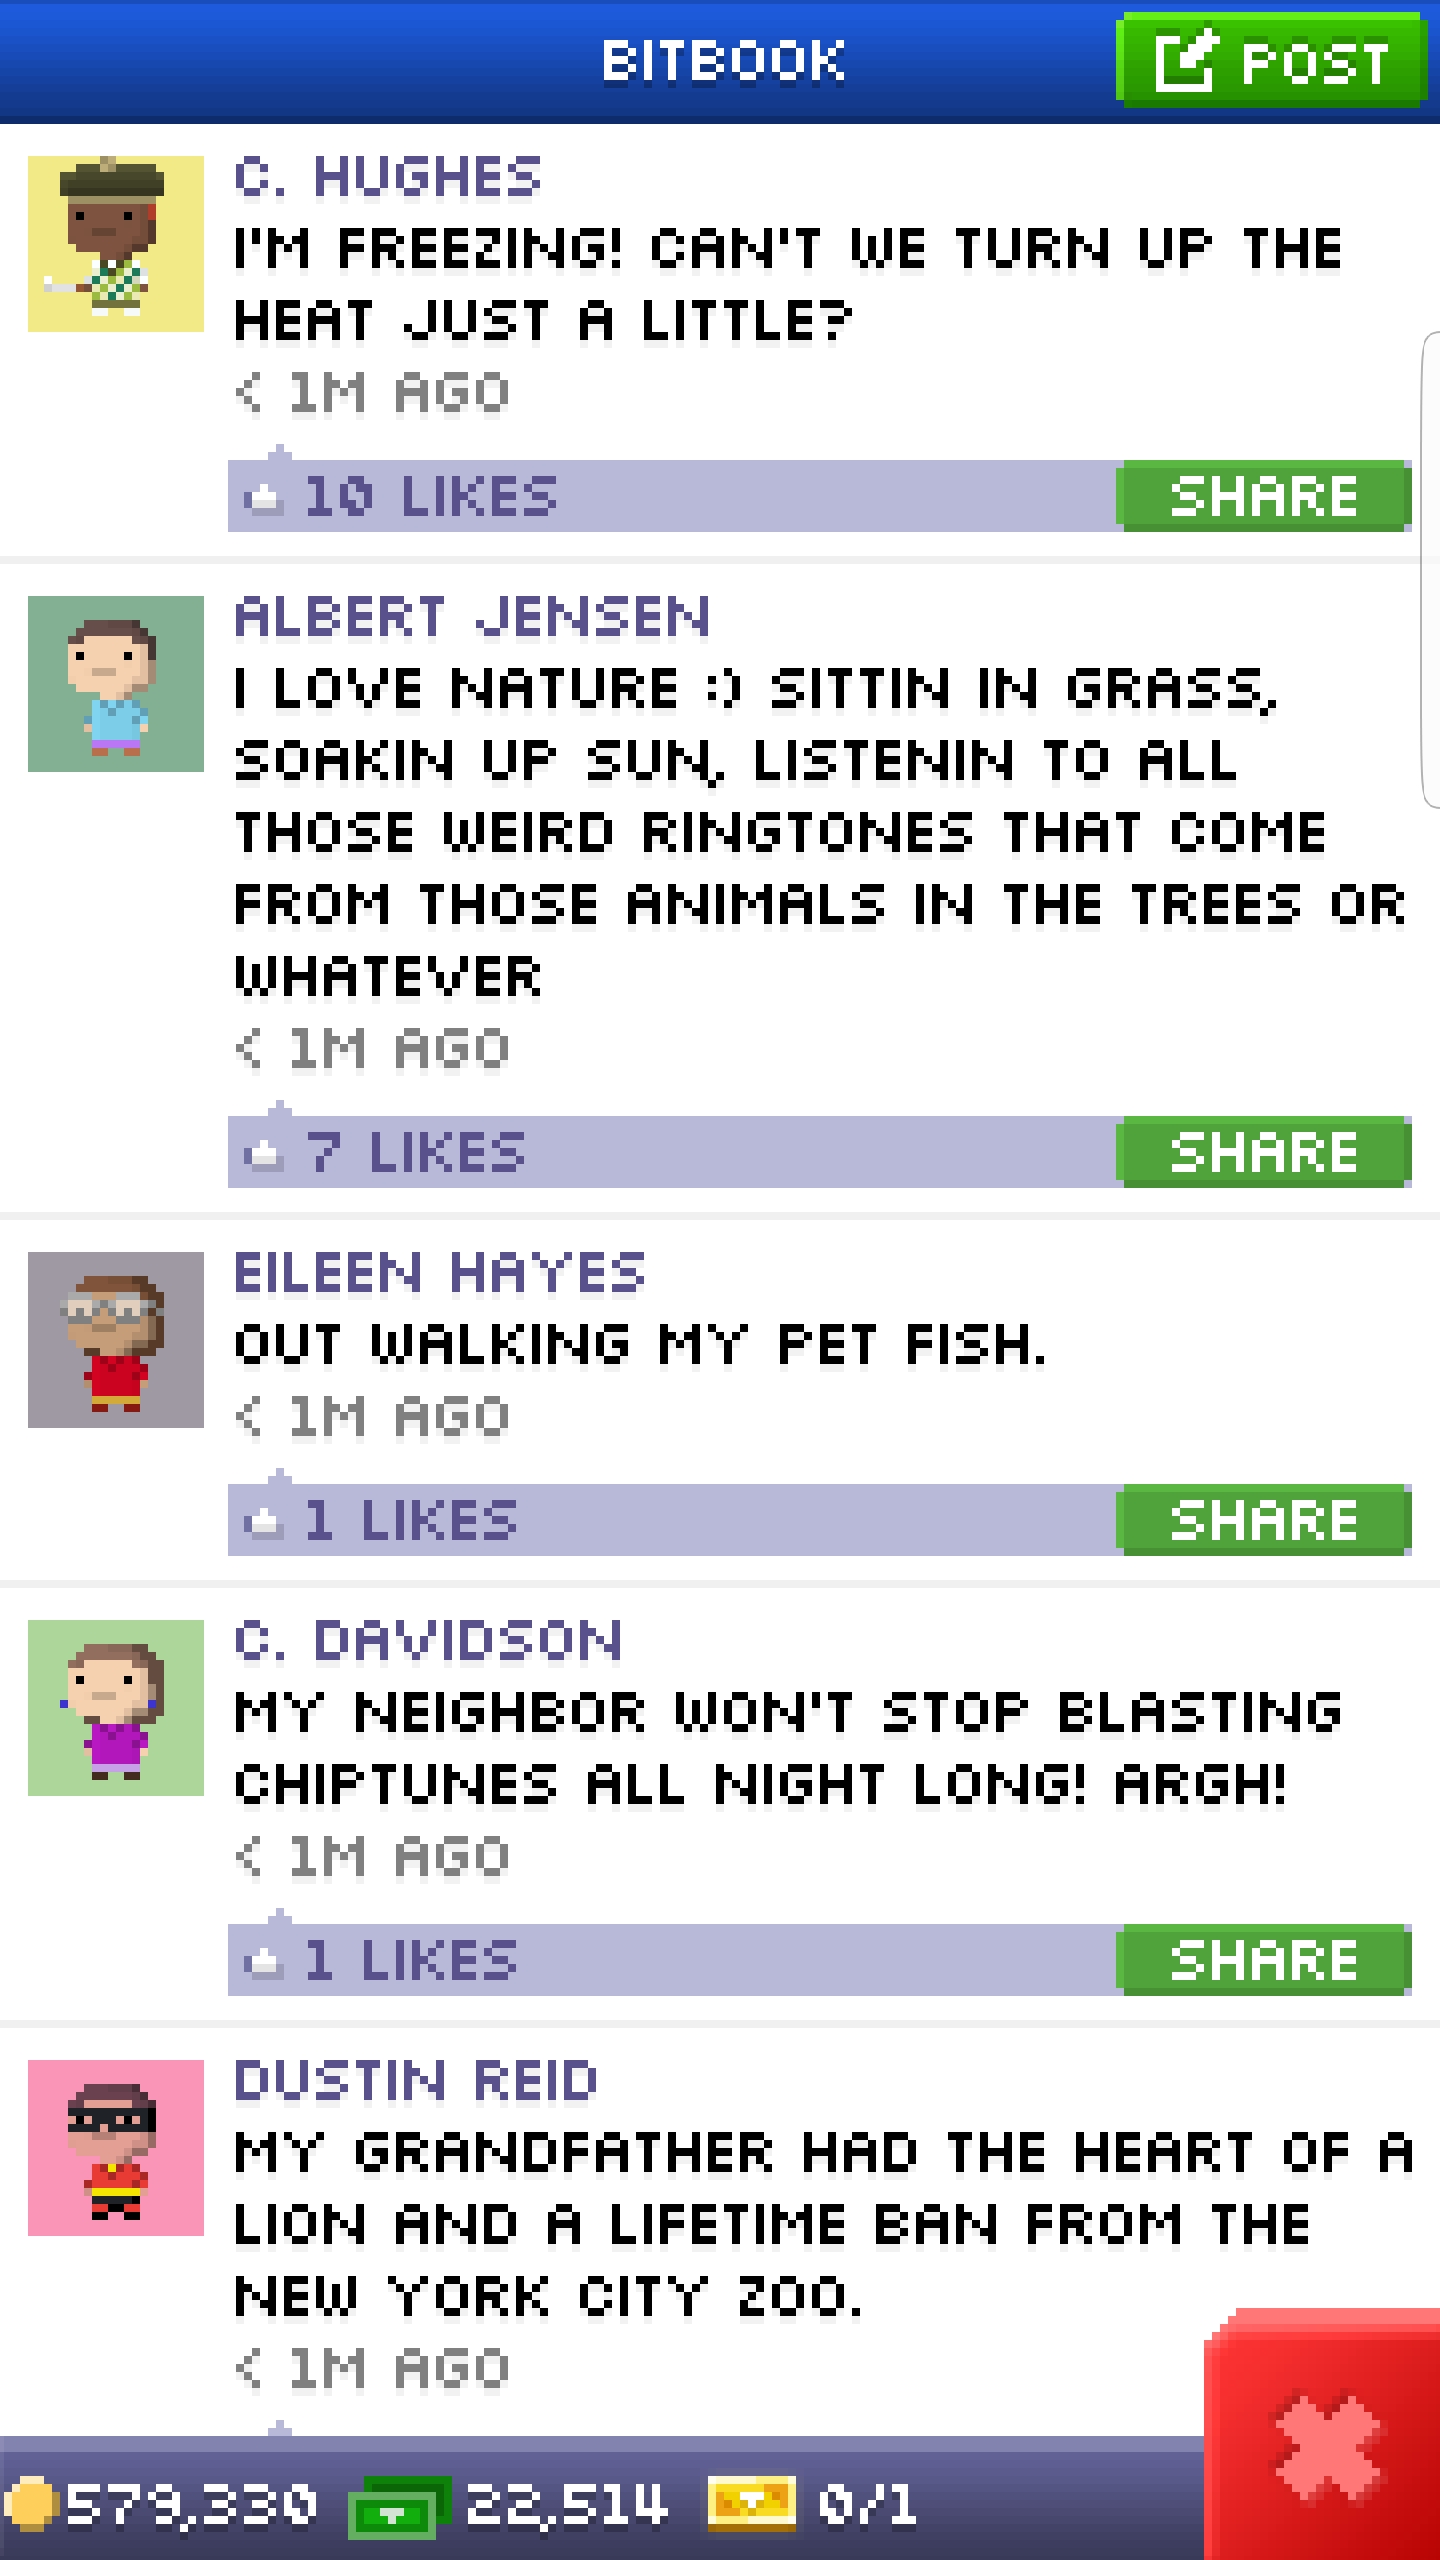 BITBOOK
POST
C. HUGHES
I'M FREEZING! CAN'T WE TURN UP THE
HEAT JUST A LITTLE?
< 1M AGO
10 LIKES
SHARE
ALBERT JENSEN
I LOVE NATURE :) SITTIN IN GRASS,
SOAKIN UP SUN, LISTENIN TO ALL
THOSE WEIRD RINGTONES THAT COME
FROM THOSE ANIMALS IN THE TREES OR
WHATEVER
< 1M AGO
7 LIKES
SHARE
EILEEN HAYES
OUT WALKING MY PET FISH.
< 1M AGO
1 LIKES
SHARE
C. DAVIDSON
MY NEIGHBOR WON'T STOP BLASTING
CHIPTUNES ALL NIGHT LONG! ARGH!
< 1M AGO
1 LIKES
SHARE
DUSTIN REID
MY GRANDFATHER HAD THE HEART OF A
LION AND A LIFETIME BAN FROM THE
NEW YORK CITY ZOO.
< 1M AGO
579,330 22,514 0/1